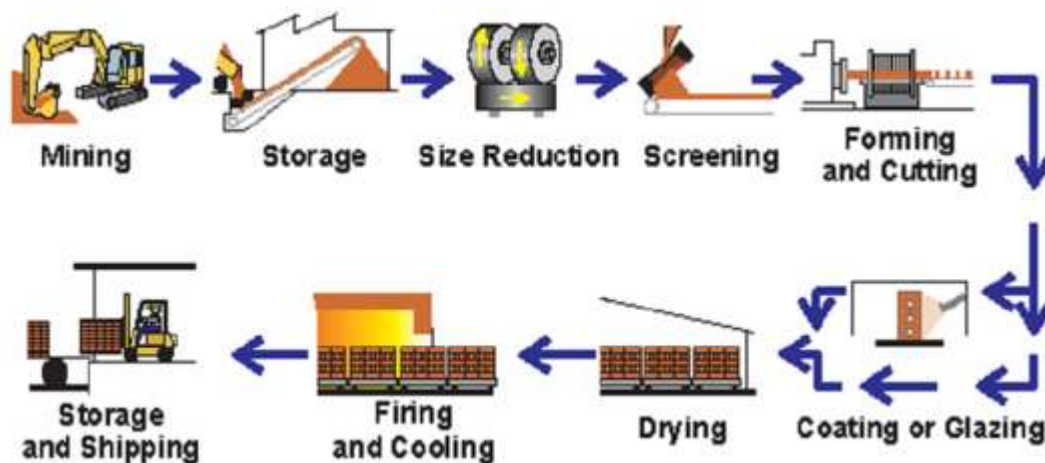 Mining
Storage
Size Reduction
Screening
Forming
and Cutting
Coating or Glazing
Drying
Firing
and Cooling
Storage
and Shipping